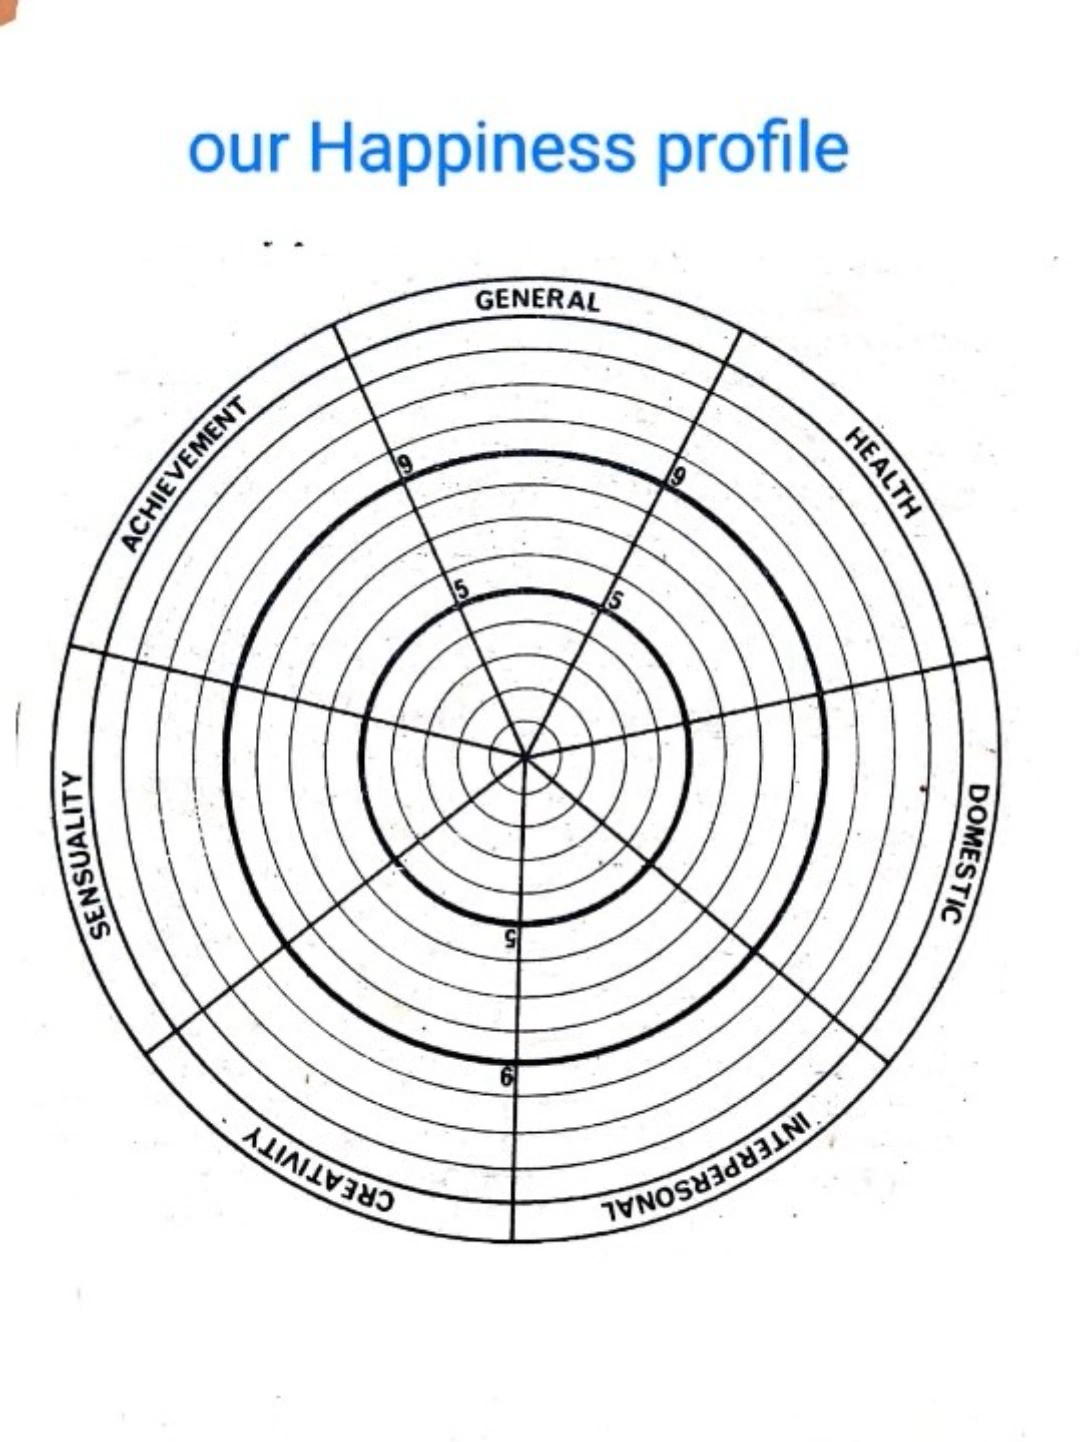 our Happiness profile
GENERAL
HEALTH
DOMESTIC
INTERPERSONAL
CREATIVITY
SENSUALITY
ACHIEVEMENT
9
9
5
5
5
9